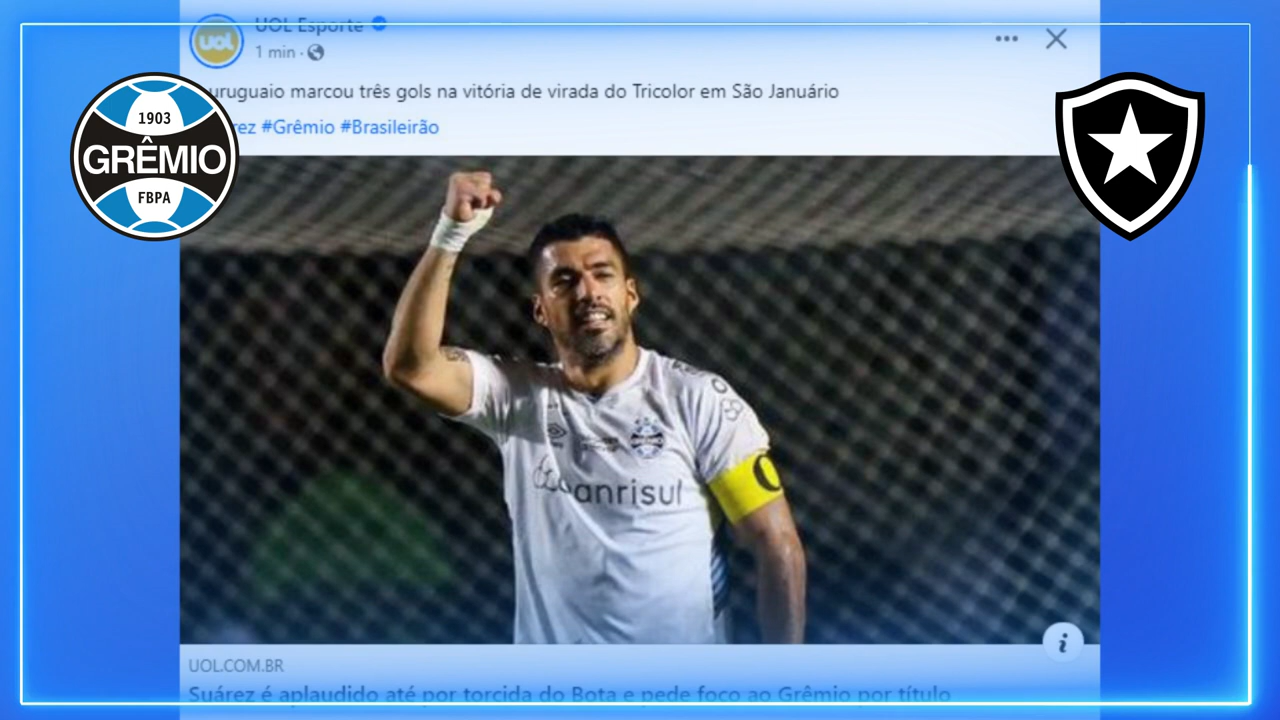 UOL Esporte
uol
1 min ·
uruguaio marcou três gols na vitória de virada do Tricolor em São Januário
rez #Grêmio #Brasileirão
1903
GRÊMIO
FBPA
banrisul
i
UOL.COM.BR
Suárez é aplaudido até por torcida do Bota e pede foco ao Grêmio por título